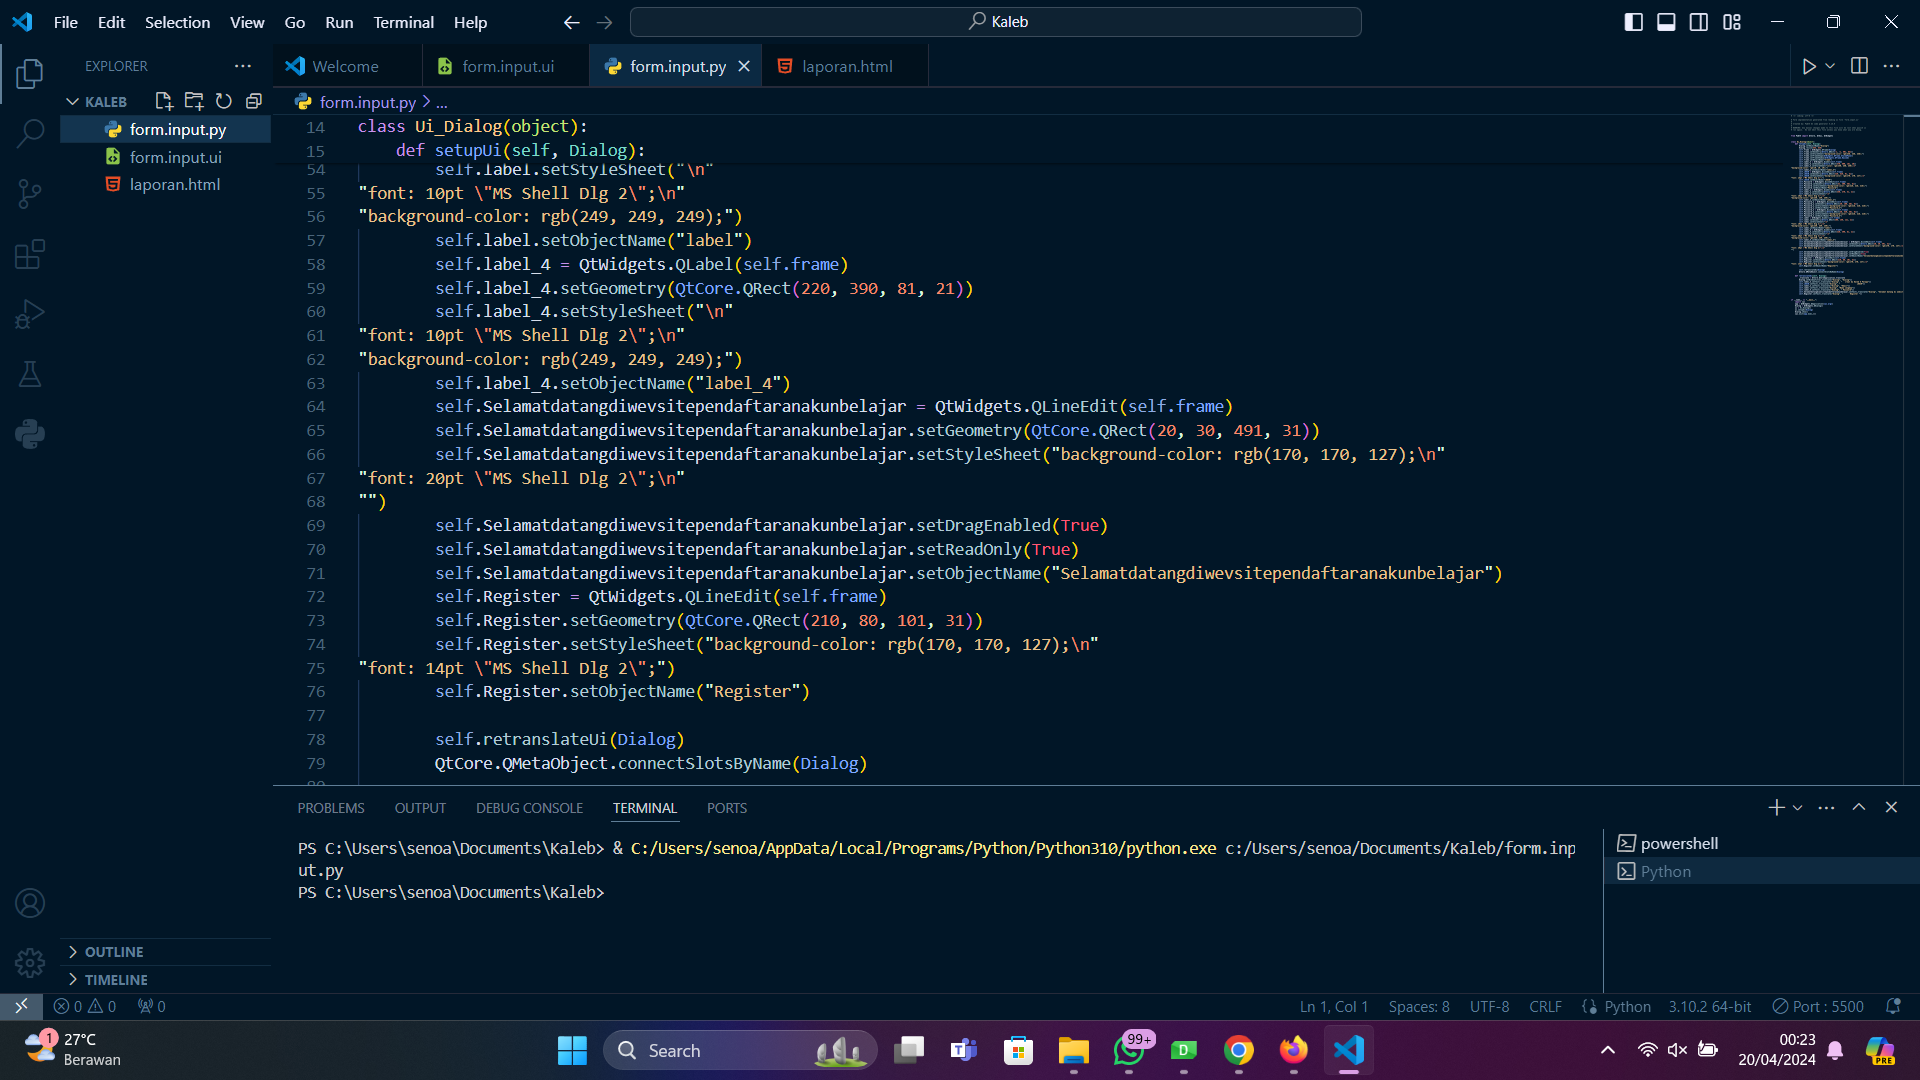 File Edit Selection View Go Run Terminal Help
Kaleb
EXPLORER
Welcome
form.input.ui
form.input.py
laporan.html
KALEB
form.input.py
form.input.ui
laporan.html
form.input.py > ...
14 class Ui_Dialog(object):
15 def setupUi(self, Dialog):
54 self.label.setStyleSheet("\n"
55 "font: 10pt \"MS Shell Dlg 2\";\n"
56 "background-color: rgb(249, 249, 249);")
57 self.label.setObjectName("label")
58 self.label_4 = QtWidgets.QLabel(self.frame)
59 self.label_4.setGeometry(QtCore.QRect(220, 390, 81, 21))
60 self.label_4.setStyleSheet("\n"
61 "font: 10pt \"MS Shell Dlg 2\";\n"
62 "background-color: rgb(249, 249, 249);")
63 self.label_4.setObjectName("label_4")
64 self.Selamatdatangdiwevsitependaftaranakunbelajar = QtWidgets.QLineEdit(self.frame)
65 self.Selamatdatangdiwevsitependaftaranakunbelajar.setGeometry(QtCore.QRect(20, 30, 491, 31))
66 self.Selamatdatangdiwevsitependaftaranakunbelajar.setStyleSheet("background-color: rgb(170, 170, 127);\n"
67 "font: 20pt \"MS Shell Dlg 2\";\n"
68 "")
69 self.Selamatdatangdiwevsitependaftaranakunbelajar.setDragEnabled(True)
70 self.Selamatdatangdiwevsitependaftaranakunbelajar.setReadOnly(True)
71 self.Selamatdatangdiwevsitependaftaranakunbelajar.setObjectName("Selamatdatangdiwevsitependaftaranakunbelajar")
72 self.Register = QtWidgets.QLineEdit(self.frame)
73 self.Register.setGeometry(QtCore.QRect(210, 80, 101, 31))
74 self.Register.setStyleSheet("background-color: rgb(170, 170, 127);\n"
75 "font: 14pt \"MS Shell Dlg 2\";")
76 self.Register.setObjectName("Register")
77
78 self.retranslateUi(Dialog)
79 QtCore.QMetaObject.connectSlotsByName(Dialog)
PROBLEMS OUTPUT DEBUG CONSOLE TERMINAL PORTS
PS C:\Users\senoa\Documents\Kaleb> & C:/Users/senoa/AppData/Local/Programs/Python/Python310/python.exe c:/Users/senoa/Documents/Kaleb/form.inp
ut.py
PS C:\Users\senoa\Documents\Kaleb>
powershell
Python
OUTLINE
TIMELINE
0 0 0
Ln 1, Col 1 Spaces: 8 UTF-8 CRLF Python 3.10.2 64-bit Port : 5500
1
27°C
Berawan
Search
99+
D
00:23
20/04/2024
PRE